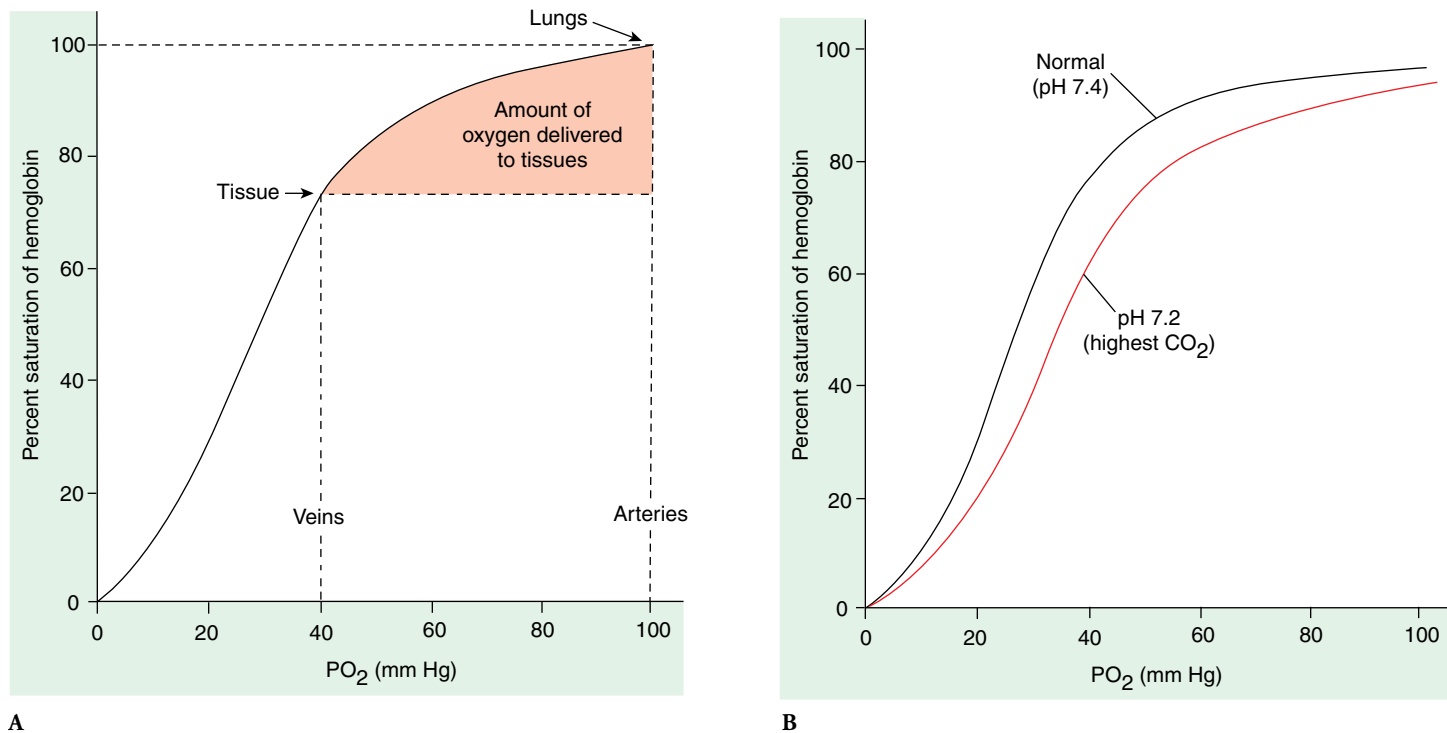 Lungs
100
80
60
40
20
0
Percent saturation of hemoglobin
Amount of
oxygen delivered
to tissues
Tissue
Veins
Arteries
0 20 40 60 80 100
PO2 (mm Hg)
A
100
80
60
40
20
0
Percent saturation of hemoglobin
Normal
(pH 7.4)
pH 7.2
(highest CO2)
0 20 40 60 80 100
PO2 (mm Hg)
B